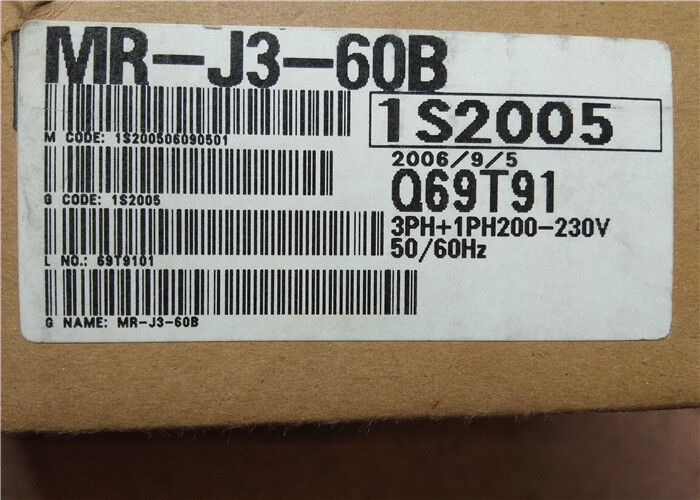 MR-J3-60B
M CODE: 1S200506090501
1S2005
2006/9/5
G CODE: 1S2005
Q69T91
3PH+1PH200-230V
50/60Hz
L NO.: 69T9101
G NAME: MR-J3-60B